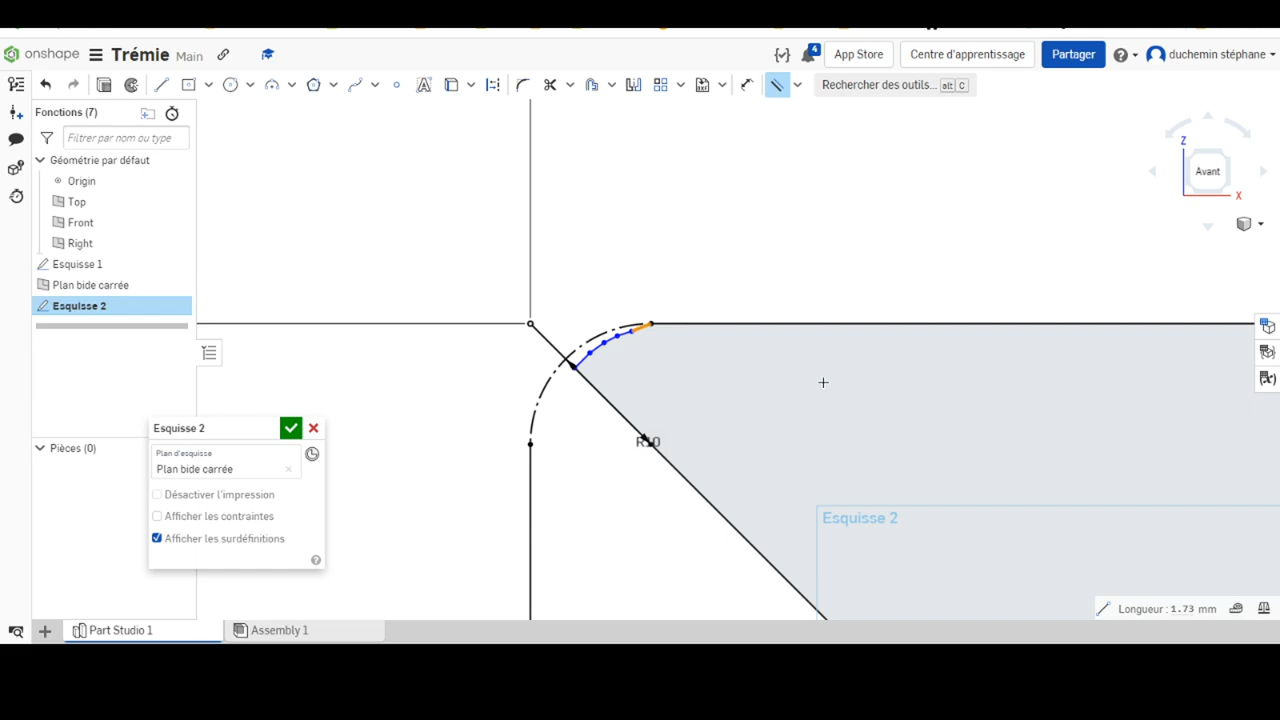 onshape Trémie Main 4 App Store Centre d'apprentissage Partager duchemin stéphane
Rechercher des outils... alt C
Fonctions (7)
Filtrer par nom ou type
Géométrie par défaut
Origin
Top
Front
Right
Esquisse 1
Plan bide carrée
Esquisse 2
Z
Avant
X
Esquisse 2
Plan d'esquisse
Plan bide carrée
Désactiver l'impression
Afficher les contraintes
Afficher les surdéfinitions
Pièces (0)
R10
Esquisse 2
Longueur : 1.73 mm
Part Studio 1
Assembly 1